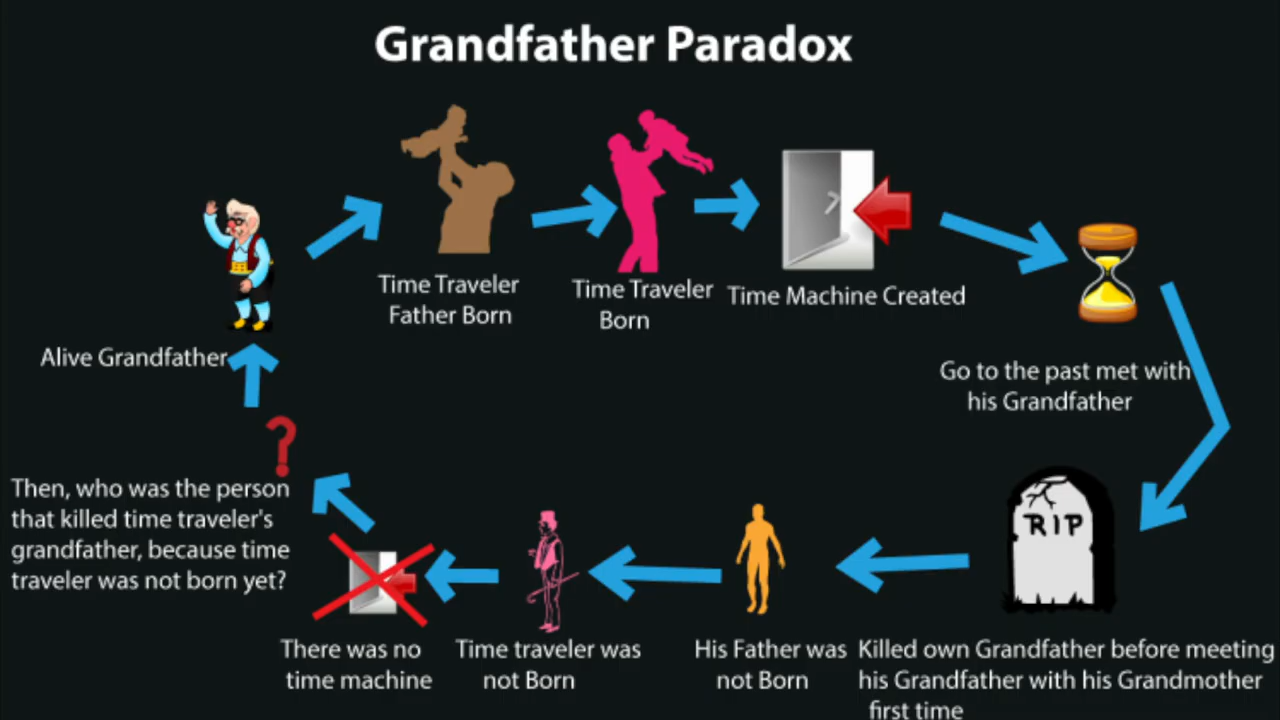 Grandfather Paradox
Alive Grandfather
Time Traveler
Father Born
Time Traveler
Born
Time Machine Created
Go to the past met with
his Grandfather
RIP
Killed own Grandfather before meeting
his Grandfather with his Grandmother
first time
His Father was
not Born
Time traveler was
not Born
There was no
time machine
?
Then, who was the person
that killed time traveler's
grandfather, because time
traveler was not born yet?